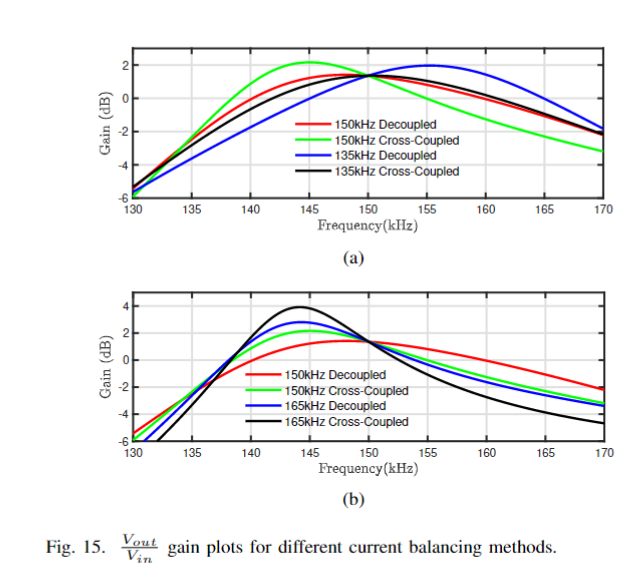 2
0
-2
-4
-6
Gain (dB)
150kHz Decoupled
150kHz Cross-Coupled
135kHz Decoupled
135kHz Cross-Coupled
130 135 140 145 150 155 160 165 170
Frequency(kHz)
(a)
4
2
0
-2
-4
-6
Gain (dB)
150kHz Decoupled
150kHz Cross-Coupled
165kHz Decoupled
165kHz Cross-Coupled
130 135 140 145 150 155 160 165 170
Frequency(kHz)
(b)
Fig. 15. Vout/Vin gain plots for different current balancing methods.